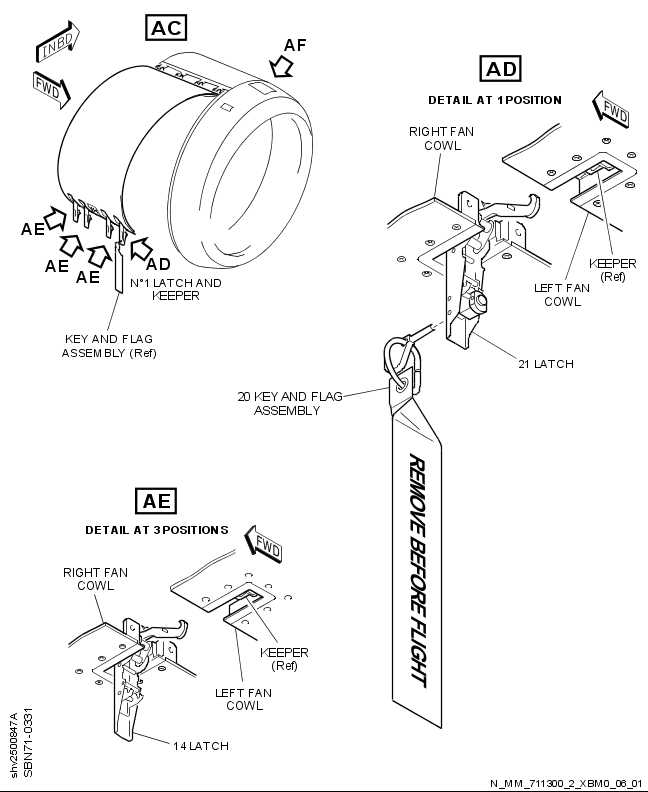 AC
INBD
FWD
AF
AE
AE
AE
AD
N°1 LATCH AND
KEEPER
KEY AND FLAG
ASSEMBLY (Ref)
AD
DETAIL AT 1 POSITION
FWD
RIGHT FAN
COWL
KEEPER
(Ref)
LEFT FAN
COWL
21 LATCH
20 KEY AND FLAG
ASSEMBLY
REMOVE BEFORE FLIGHT
AE
DETAIL AT 3 POSITIONS
FWD
RIGHT FAN
COWL
KEEPER
(Ref)
LEFT FAN
COWL
14 LATCH
shv2500847A
SBN71-0331
N_MM_711300_2_XBM0_06_01